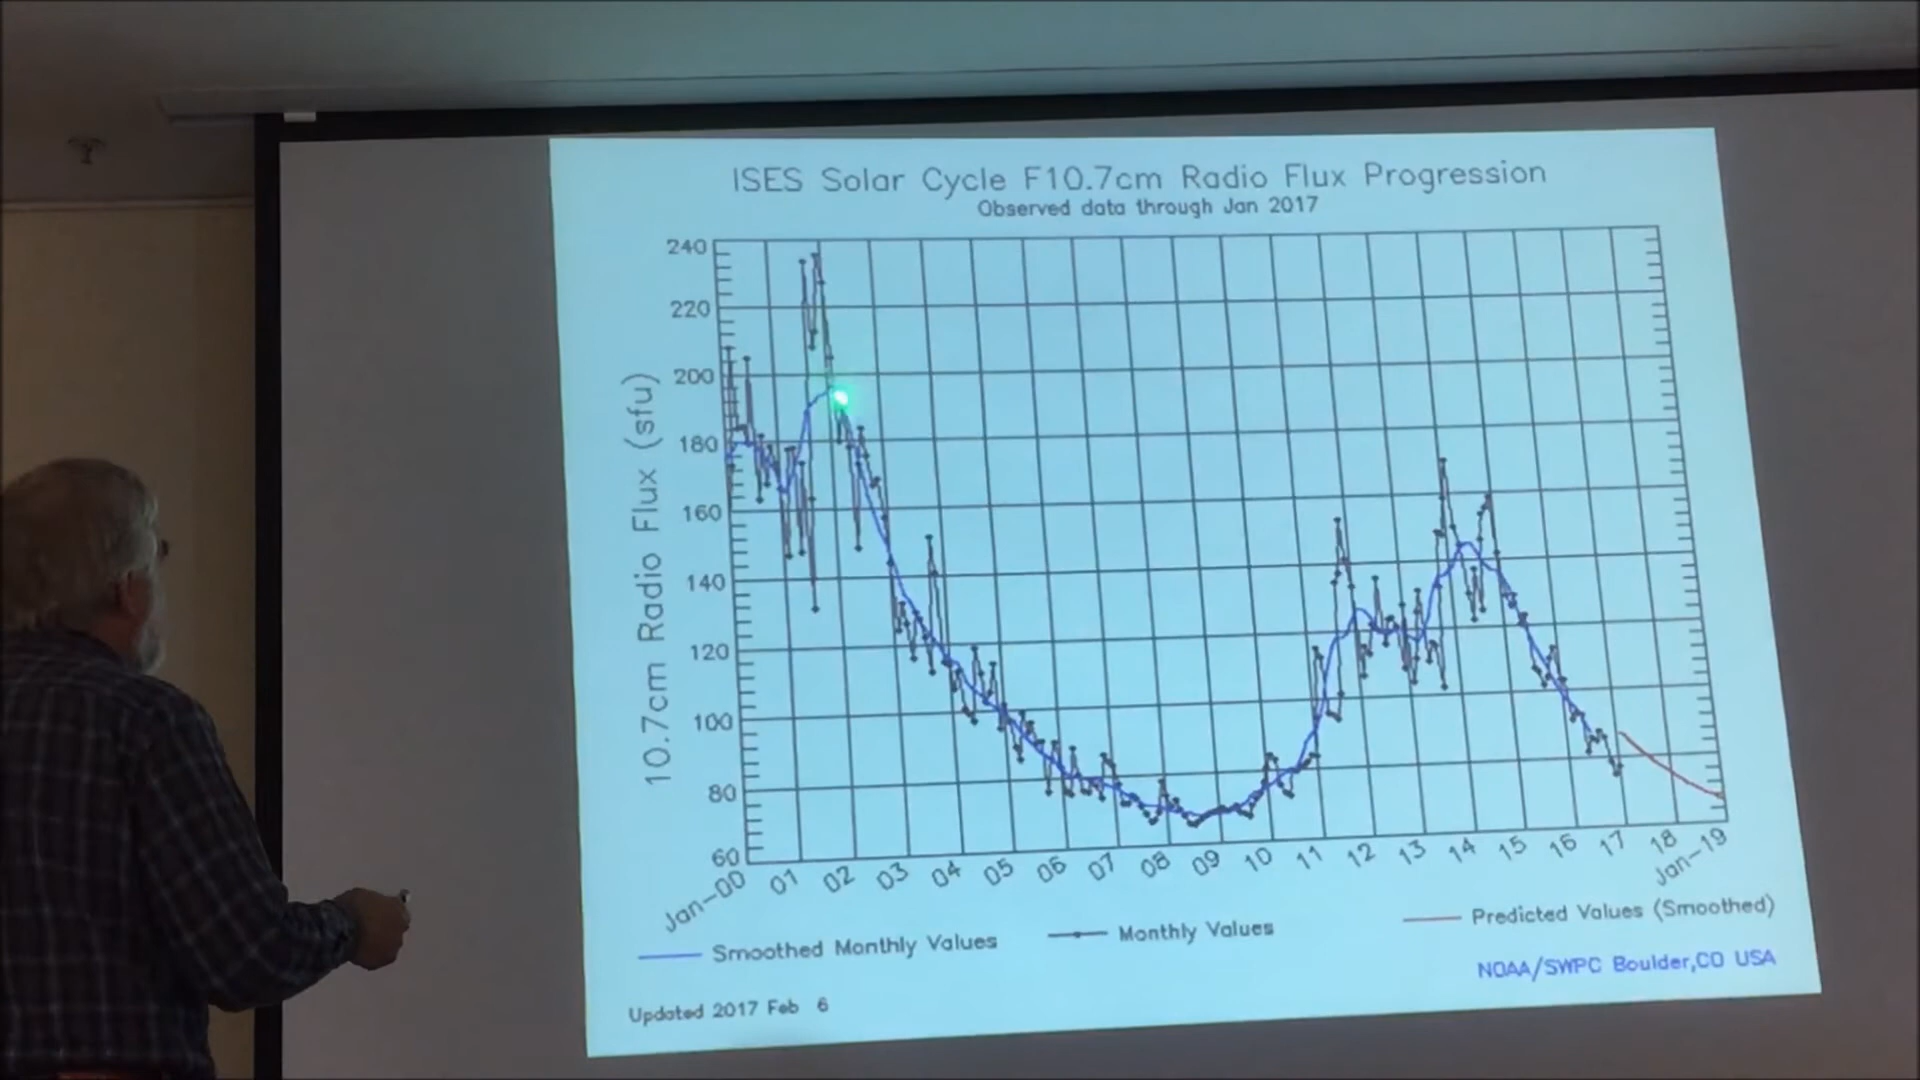 ISES Solar Cycle F10.7cm Radio Flux Progression
Observed data through Jan 2017
10.7cm Radio Flux (sfu)
240
220
200
180
160
140
120
100
80
60
Jan-00 01 02 03 04 05 06 07 08 09 10 11 12 13 14 15 16 17 18 Jan-19
Smoothed Monthly Values Monthly Values Predicted Values (Smoothed)
NOAA/SWPC Boulder,CO USA
Updated 2017 Feb 6